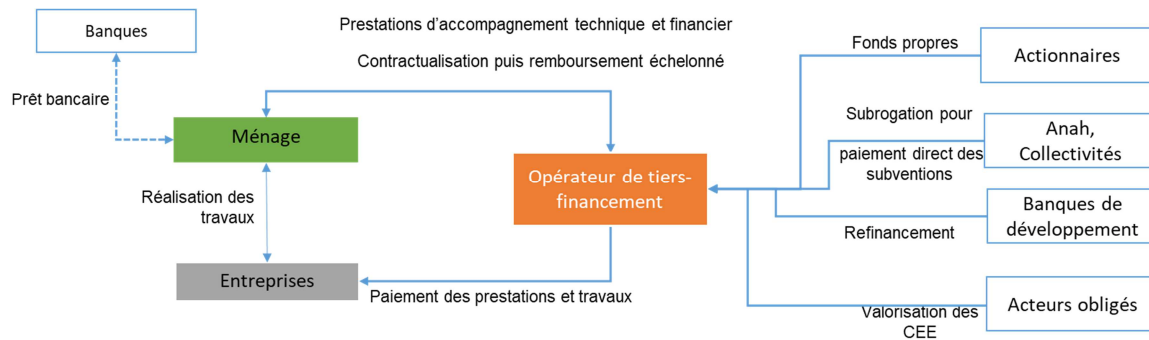 Banques
Prêt bancaire
Prestations d’accompagnement technique et financier
Contractualisation puis remboursement échelonné
Ménage
Réalisation des
travaux
Entreprises
Paiement des prestations et travaux
Opérateur de tiers-
financement
Fonds propres
Actionnaires
Subrogation pour
paiement direct des
subventions
Anah,
Collectivités
Refinancement
Banques de
développement
Valorisation des
CEE
Acteurs obligés